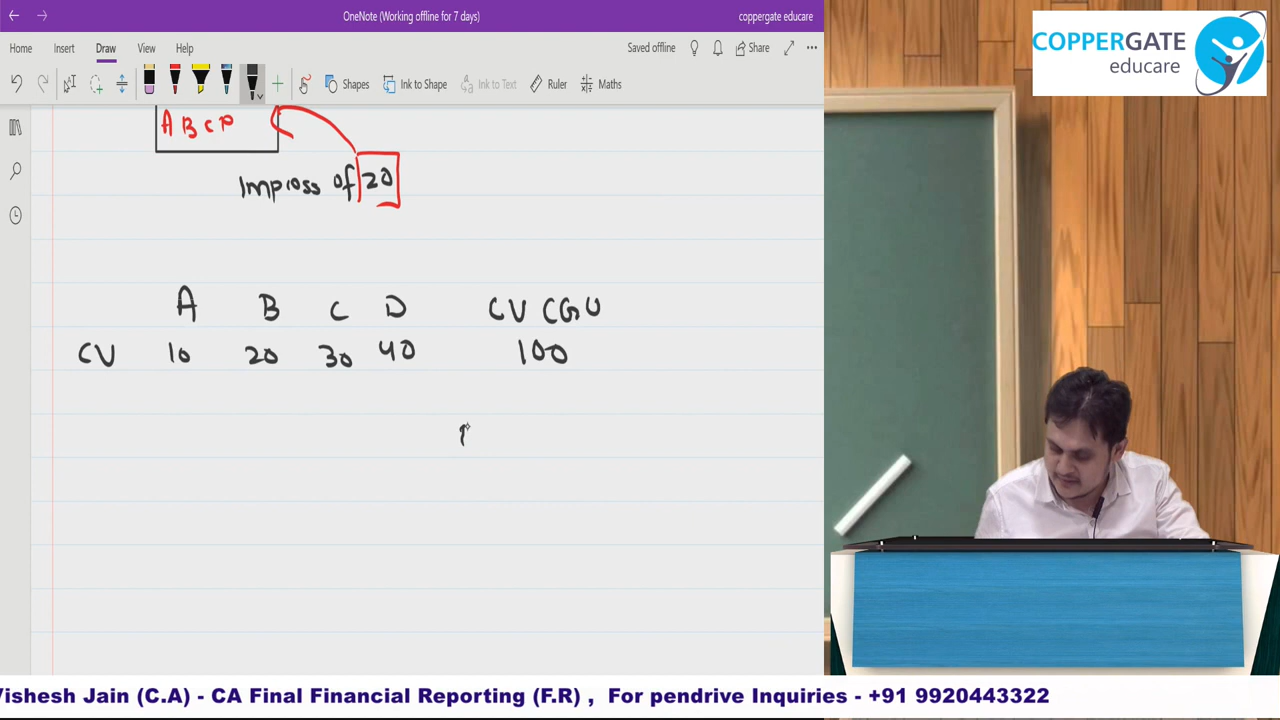 OneNote (Working offline for 7 days)
coppergate educare
Home Insert Draw View Help
Saved offline
Share
Shapes
Ink to Shape
Ink to Text
Ruler
Maths
COPPERGATE
educare
A B C D
Imploss of 20
A B C D CV CGU
CV 10 20 30 40 100
Vishesh Jain (C.A) - CA Final Financial Reporting (F.R) , For pendrive Inquiries - +91 9920443322